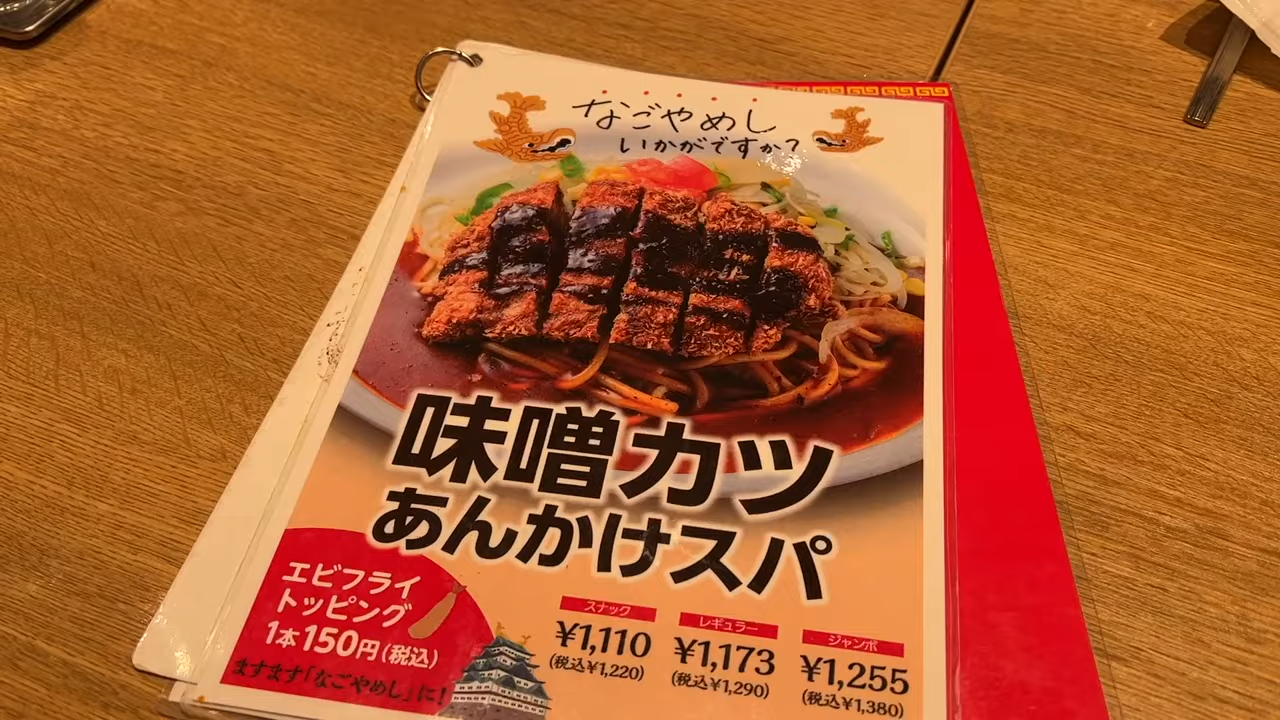 なごやめし
いかがですか?
味噌カツ
あんかけスパ
エビフライ
トッピング
1本150円(税込)
ますます「なごやめし」に!
スナック
¥1,110
(税込¥1,220)
レギュラー
¥1,173
(税込¥1,290)
ジャンボ
¥1,255
(税込¥1,380)